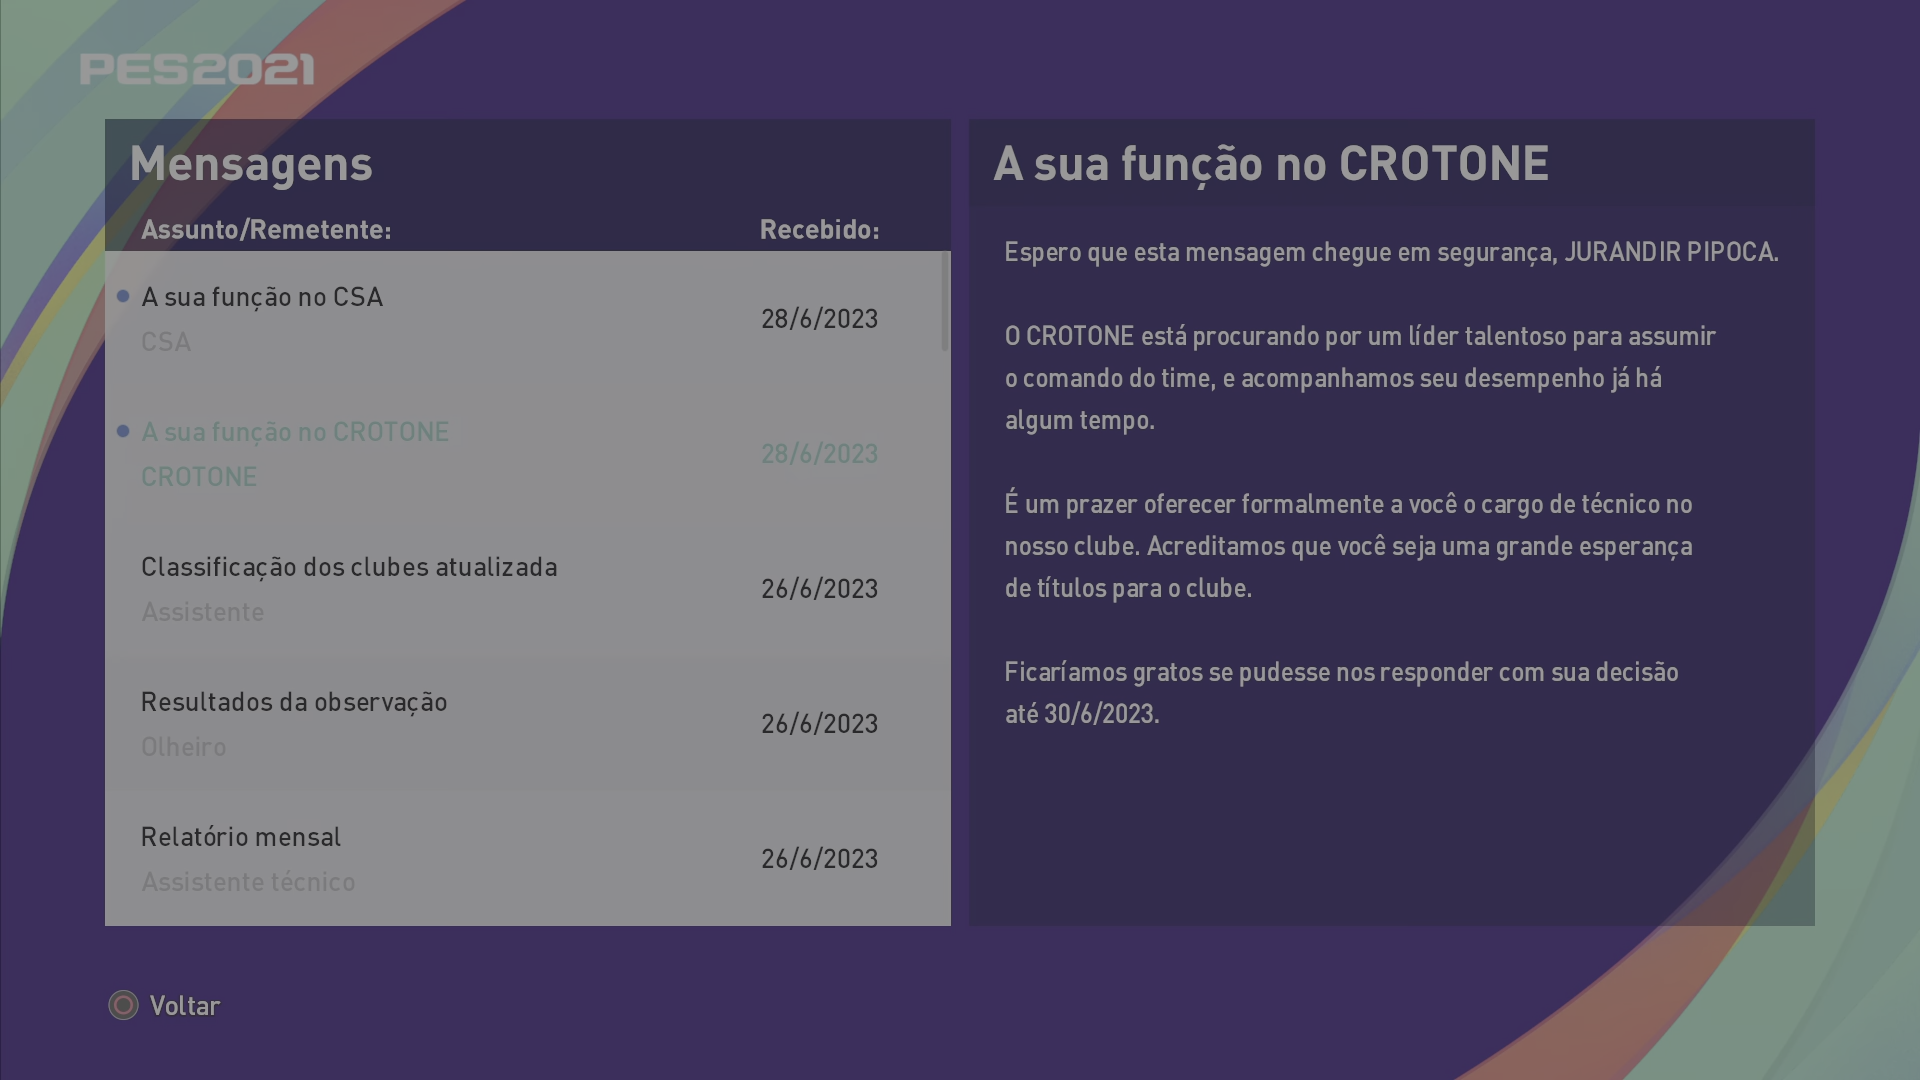 PES2021
Mensagens
Assunto/Remetente: Recebido:
A sua função no CSA
CSA
28/6/2023
A sua função no CROTONE
CROTONE
28/6/2023
Classificação dos clubes atualizada
Assistente
26/6/2023
Resultados da observação
Olheiro
26/6/2023
Relatório mensal
Assistente técnico
26/6/2023
A sua função no CROTONE
Espero que esta mensagem chegue em segurança, JURANDIR PIPOCA.
O CROTONE está procurando por um líder talentoso para assumir
o comando do time, e acompanhamos seu desempenho já há
algum tempo.
É um prazer oferecer formalmente a você o cargo de técnico no
nosso clube. Acreditamos que você seja uma grande esperança
de títulos para o clube.
Ficaríamos gratos se pudesse nos responder com sua decisão
até 30/6/2023.
Voltar